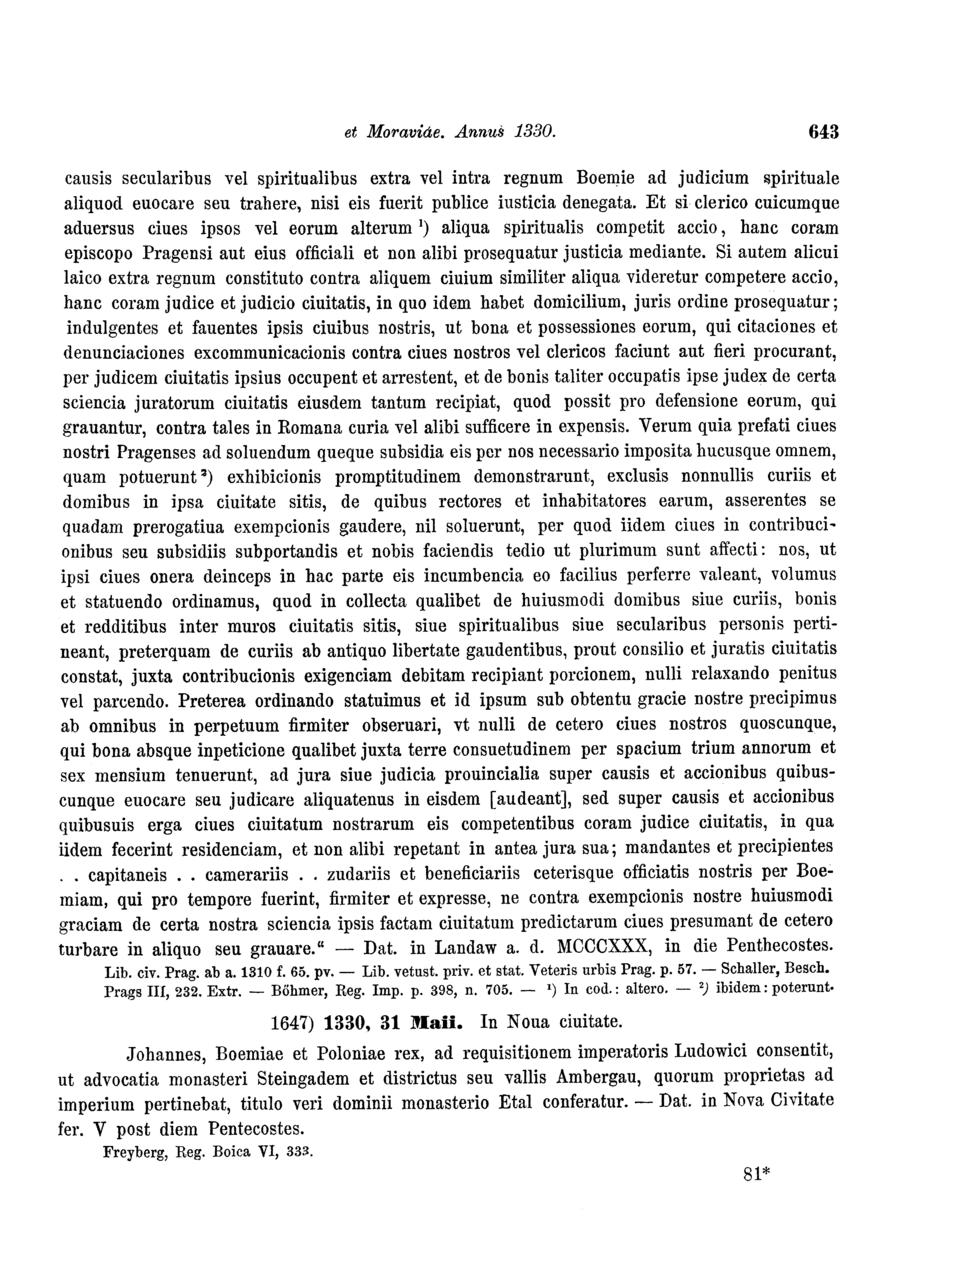 et Moraviae. Annus 1330. 643
causis secularibus vel spiritualibus extra vel intra regnum Boemie ad judicium spirituale
aliquod euocare seu trahere, nisi eis fuerit publice iusticia denegata. Et si clerico cuicumque
aduersus ciues ipsos vel eorum alterum ¹) aliqua spiritualis competit accio, hanc coram
episcopo Pragensi aut eius officiali et non alibi prosequatur justicia mediante. Si autem alicui
laico extra regnum constituto contra aliquem ciuium similiter aliqua videretur competere accio,
hanc coram judice et judicio ciuitatis, in quo idem habet domicilium, juris ordine prosequatur;
indulgentes et fauentes ipsis ciuibus nostris, ut bona et possessiones eorum, qui citaciones et
denunciaciones excommunicacionis contra ciues nostros vel clericos faciunt aut fieri procurant,
per judicem ciuitatis ipsius occupent et arrestent, et de bonis taliter occupatis ipse judex de certa
sciencia juratorum ciuitatis eiusdem tantum recipiat, quod possit pro defensione eorum, qui
grauantur, contra tales in Romana curia vel alibi sufficere in expensis. Verum quia prefati ciues
nostri Pragenses ad soluendum queque subsidia eis per nos necessario imposita hucusque omnem,
quam potuerunt ²) exhibicionis promptitudinem demonstrarunt, exclusis nonnullis curiis et
domibus in ipsa ciuitate sitis, de quibus rectores et inhabitatores earum, asserentes se
quadam prerogatiua exempcionis gaudere, nil soluerunt, per quod iidem ciues in contribuci-
onibus seu subsidiis subportandis et nobis faciendis tedio ut plurimum sunt affecti: nos, ut
ipsi ciues onera deinceps in hac parte eis incumbencia eo facilius perferre valeant, volumus
et statuendo ordinamus, quod in collecta qualibet de huiusmodi domibus siue curiis, bonis
et redditibus inter muros ciuitatis sitis, siue spiritualibus siue secularibus personis perti-
neant, preterquam de curiis ab antiquo libertate gaudentibus, prout consilio et juratis ciuitatis
constat, juxta contribucionis exigenciam debitam recipiant porcionem, nulli relaxando penitus
vel parcendo. Preterea ordinando statuimus et id ipsum sub obtentu gracie nostre precipimus
ab omnibus in perpetuum firmiter obseruari, vt nulli de cetero ciues nostros quoscunque,
qui bona absque inpeticione qualibet juxta terre consuetudinem per spacium trium annorum et
sex mensium tenuerunt, ad jura siue judicia prouincialia super causis et accionibus quibus-
cunque euocare seu judicare aliquatenus in eisdem [audeant], sed super causis et accionibus
quibusuis erga ciues ciuitatum nostrarum eis competentibus coram judice ciuitatis, in qua
iidem fecerint residenciam, et non alibi repetant in antea jura sua; mandantes et precipientes
. . capitaneis . . camerariis . . zudariis et beneficiariis ceterisque officiatis nostris per Boe-
miam, qui pro tempore fuerint, firmiter et expresse, ne contra exempcionis nostre huiusmodi
graciam de certa nostra sciencia ipsis factam ciuitatum predictarum ciues presumant de cetero
turbare in aliquo seu grauare.“ — Dat. in Landaw a. d. MCCCXXX, in die Penthecostes.
Lib. civ. Prag. ab a. 1310 f. 65. pv. — Lib. vetust. priv. et stat. Veteris urbis Prag. p. 57. — Schaller, Besch.
Prags III, 232. Extr. — Böhmer, Reg. Imp. p. 398, n. 705. — ¹) In cod.: altero. — ²) ibidem: poterunt.
1647) 1330, 31 Maii. In Noua ciuitate.
Johannes, Boemiae et Poloniae rex, ad requisitionem imperatoris Ludowici consentit,
ut advocatia monasteri Steingadem et districtus seu vallis Ambergau, quorum proprietas ad
imperium pertinebat, titulo veri dominii monasterio Etal conferatur. — Dat. in Nova Civitate
fer. V post diem Pentecostes.
Freyberg, Reg. Boica VI, 333.
81*